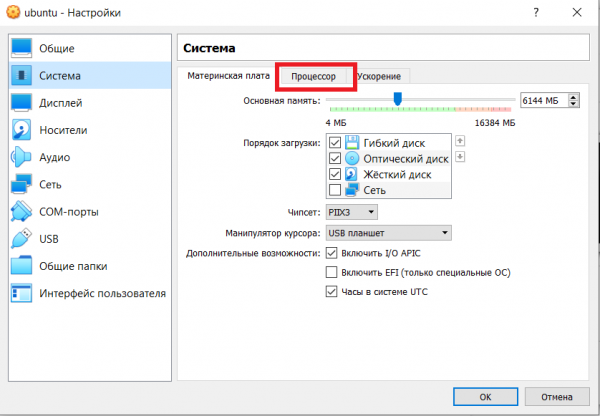 ubuntu - Настройки
?
Общие
Система
Дисплей
Носители
Аудио
Сеть
COM-порты
USB
Общие папки
Интерфейс пользователя
Система
Материнская плата Процессор Ускорение
Основная память: 6144 МБ
4 МБ 16384 МБ
Порядок загрузки: Гибкий диск
Оптический диск
Жёсткий диск
Сеть
Чипсет: PIIX3
Манипулятор курсора: USB планшет
Дополнительные возможности: Включить I/O APIC
Включить EFI (только специальные ОС)
Часы в системе UTC
OK Отмена